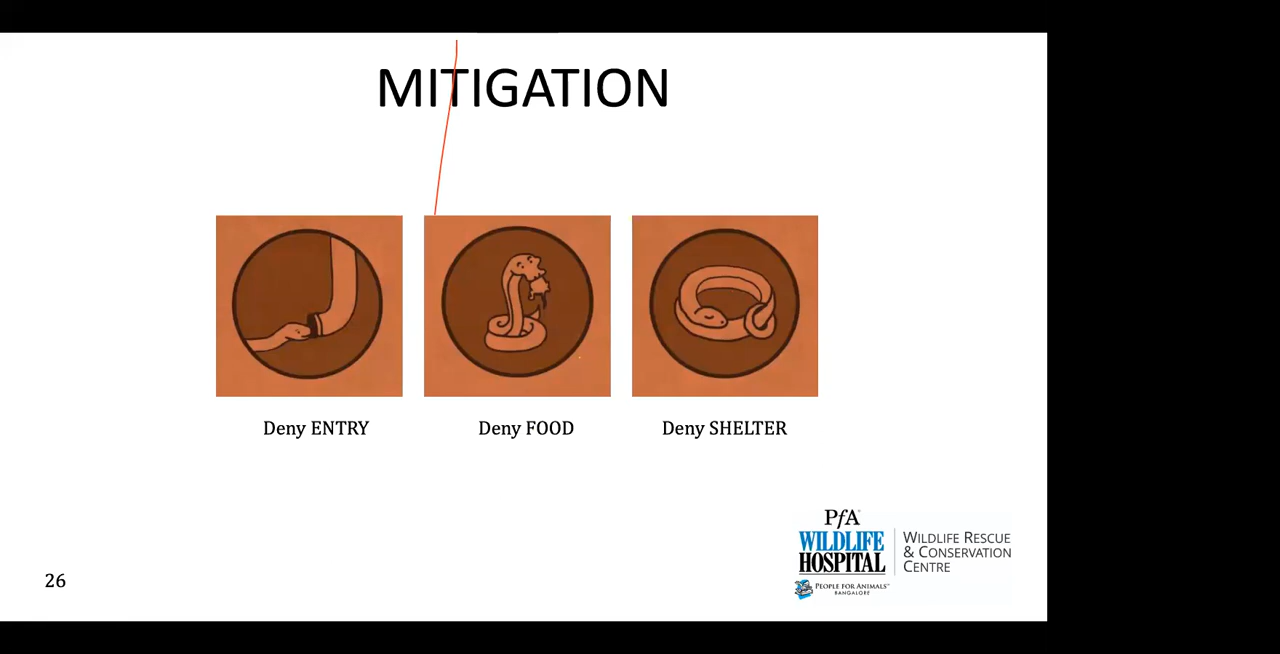 MITIGATION
Deny ENTRY
Deny FOOD
Deny SHELTER
PfA
WILDLIFE
HOSPITAL
PEOPLE FOR ANIMALS
BANGALORE
WILDLIFE RESCUE
& CONSERVATION
CENTRE
26